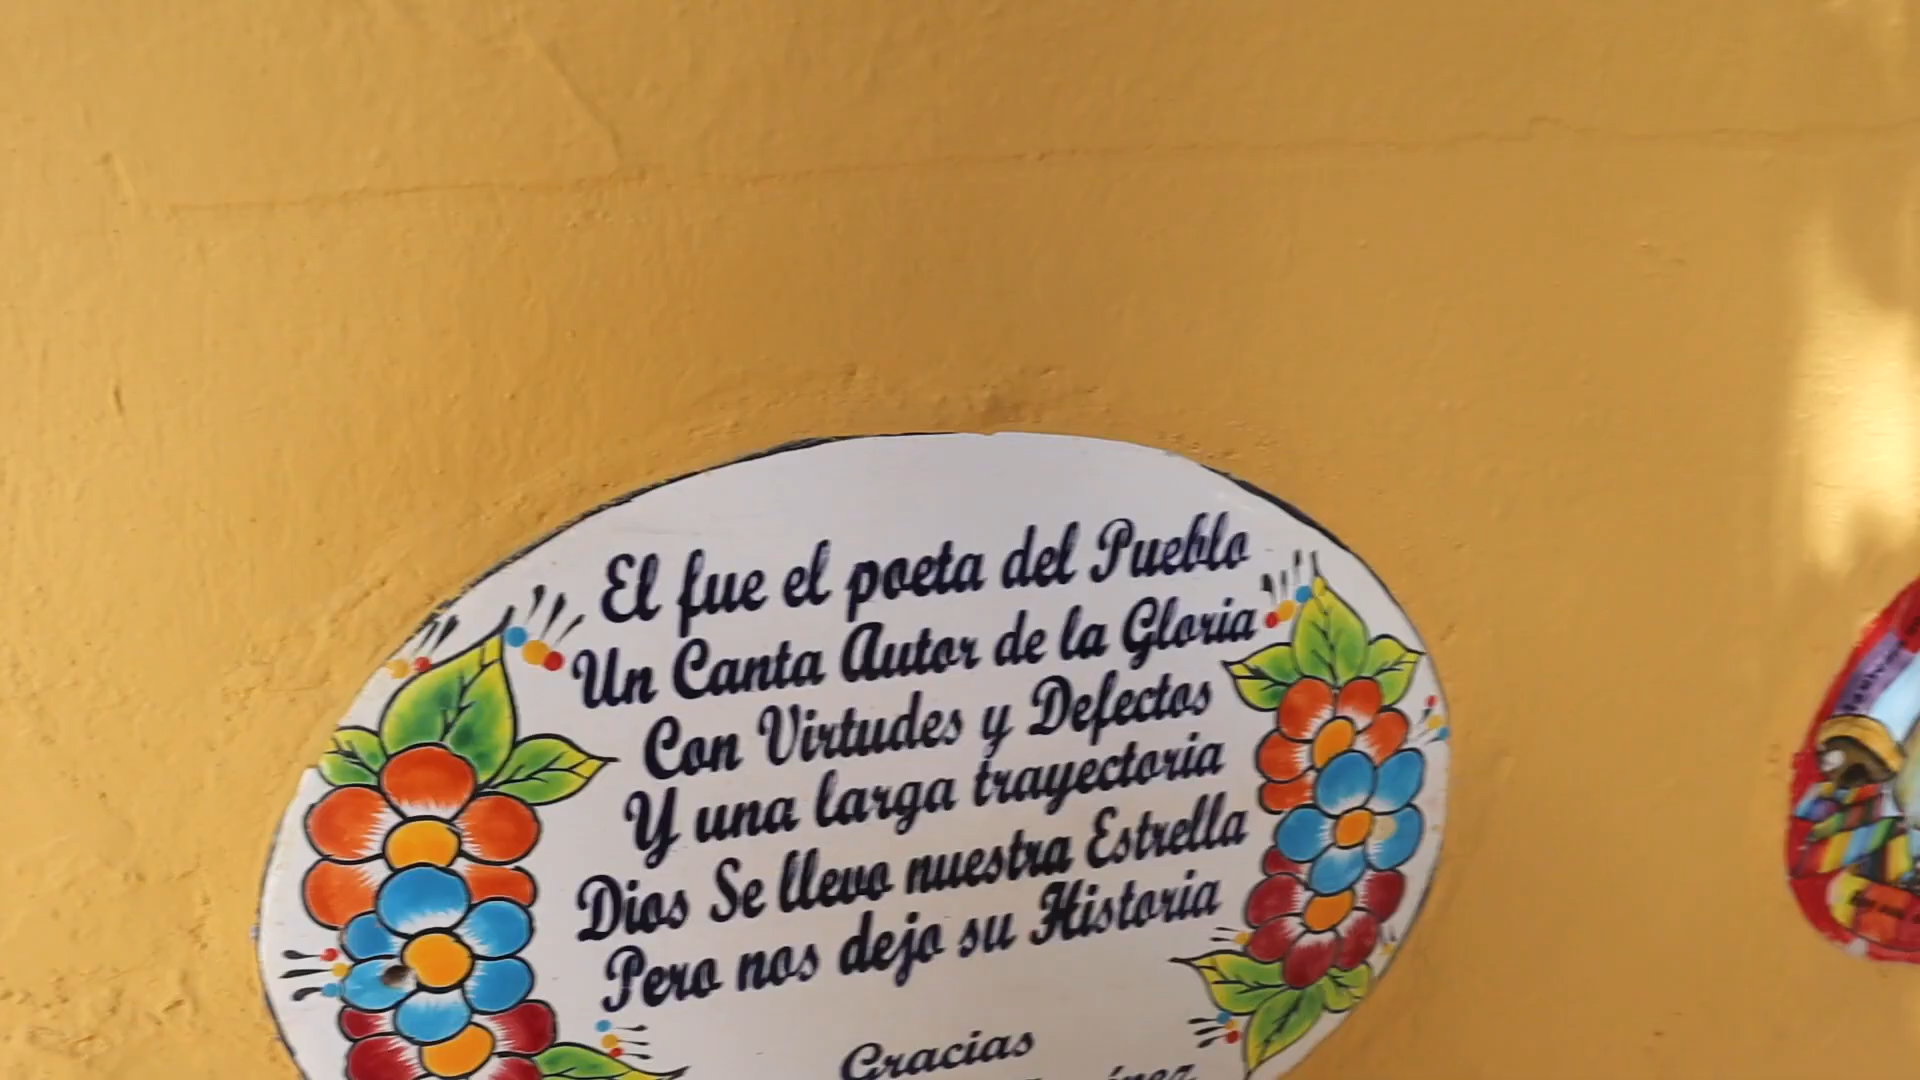 El fue el poeta del Pueblo
Un Canta Autor de la Gloria
Con Virtudes y Defectos
Y una larga trayectoria
Dios Se llevo nuestra Estrella
Pero nos dejo su Historia
Gracias